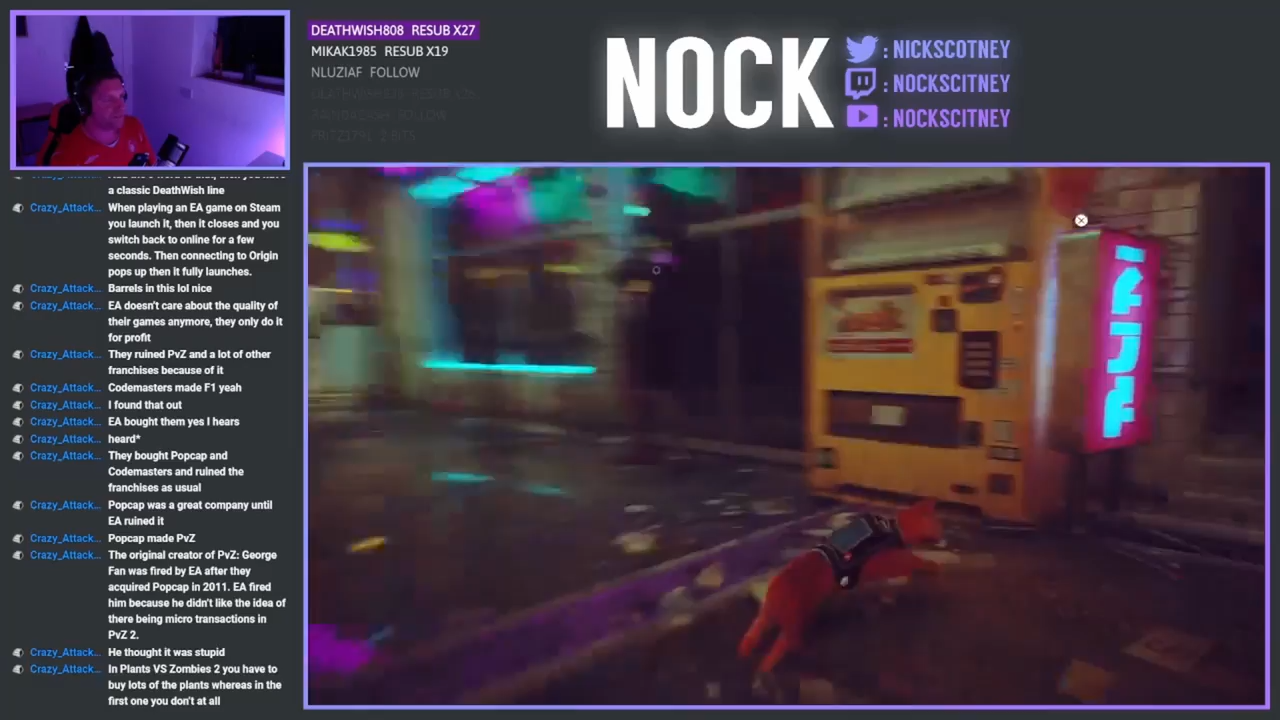 DEATHWISH808 RESUB X27
MIKAK1985 RESUB X19
NLUZIAF FOLLOW
NOCK
: NICKSCOTNEY
: NOCKSCITNEY
: NOCKSCITNEY
a classic DeathWish line
Crazy_Attack... When playing an EA game on Steam
you launch it, then it closes and you
switch back to online for a few
seconds. Then connecting to Origin
pops up then it fully launches.
Crazy_Attack... Barrels in this lol nice
Crazy_Attack... EA doesn't care about the quality of
their games anymore, they only do it
for profit
Crazy_Attack... They ruined PvZ and a lot of other
franchises because of it
Crazy_Attack... Codemasters made F1 yeah
Crazy_Attack... I found that out
Crazy_Attack... EA bought them yes I hears
Crazy_Attack... heard*
Crazy_Attack... They bought Popcap and
Codemasters and ruined the
franchises as usual
Crazy_Attack... Popcap was a great company until
EA ruined it
Crazy_Attack... Popcap made PvZ
Crazy_Attack... The original creator of PvZ: George
Fan was fired by EA after they
acquired Popcap in 2011. EA fired
him because he didn't like the idea of
there being micro transactions in
PvZ 2.
Crazy_Attack... He thought it was stupid
Crazy_Attack... In Plants VS Zombies 2 you have to
buy lots of the plants whereas in the
first one you don't at all